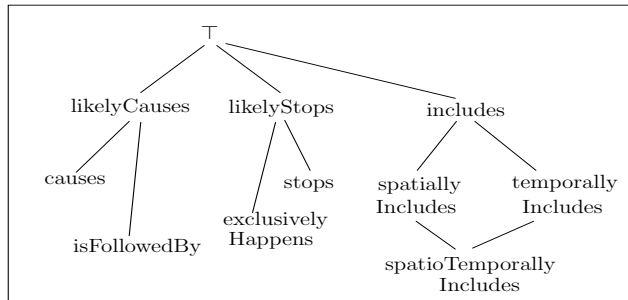 ⊤
likelyCauses likelyStops includes
causes stops spatially temporally
Includes Includes
exclusively
Happens
isFollowedBy
spatioTemporally
Includes